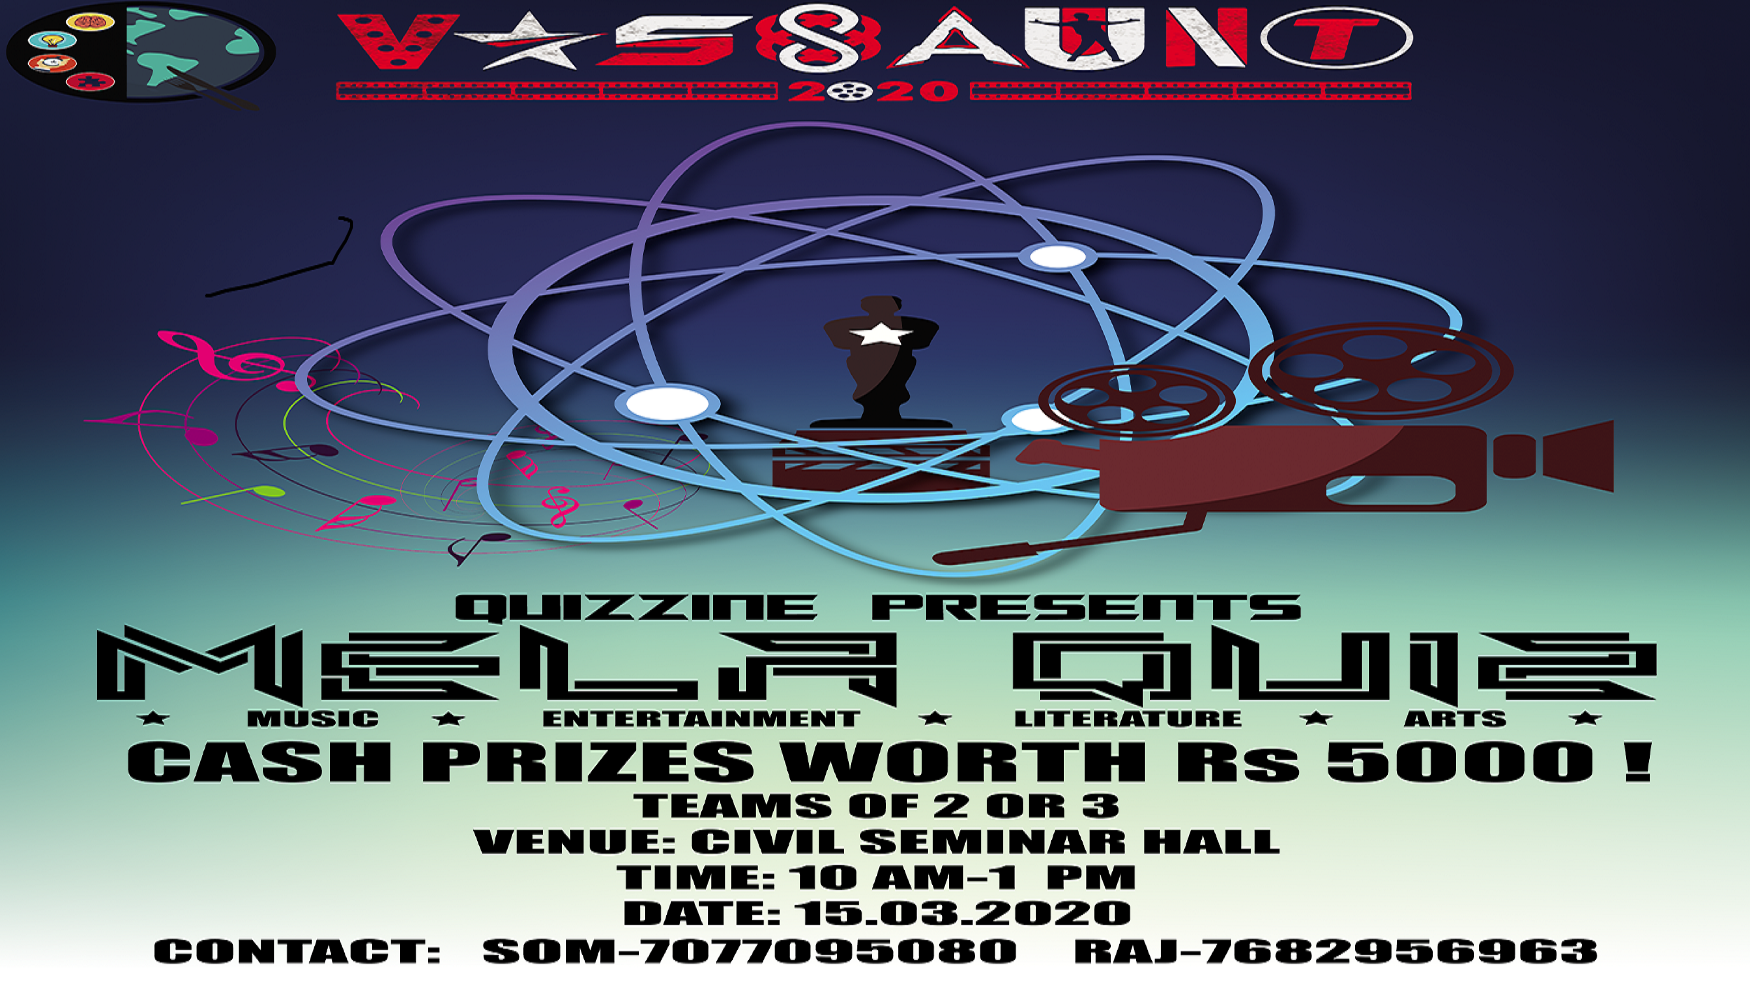 VASSAUNT
2020
QUIZZINE PRESENTS
MELA QUIZ
MUSIC ENTERTAINMENT LITERATURE ARTS
CASH PRIZES WORTH Rs 5000 !
TEAMS OF 2 OR 3
VENUE: CIVIL SEMINAR HALL
TIME: 10 AM-1 PM
DATE: 15.03.2020
CONTACT: SOM-7077095080 RAJ-7682956963